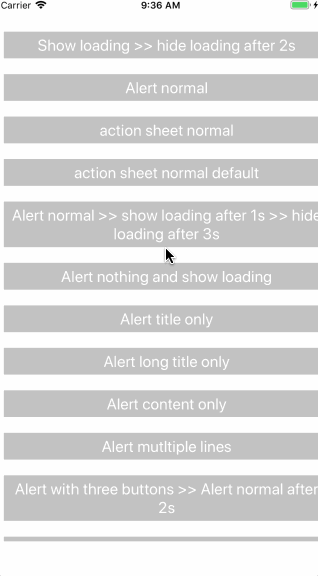 Carrier 9:36 AM
Show loading >> hide loading after 2s
Alert normal
action sheet normal
action sheet normal default
Alert normal >> show loading after 1s >> hide
loading after 3s
Alert nothing and show loading
Alert title only
Alert long title only
Alert content only
Alert mutltiple lines
Alert with three buttons >> Alert normal after
2s